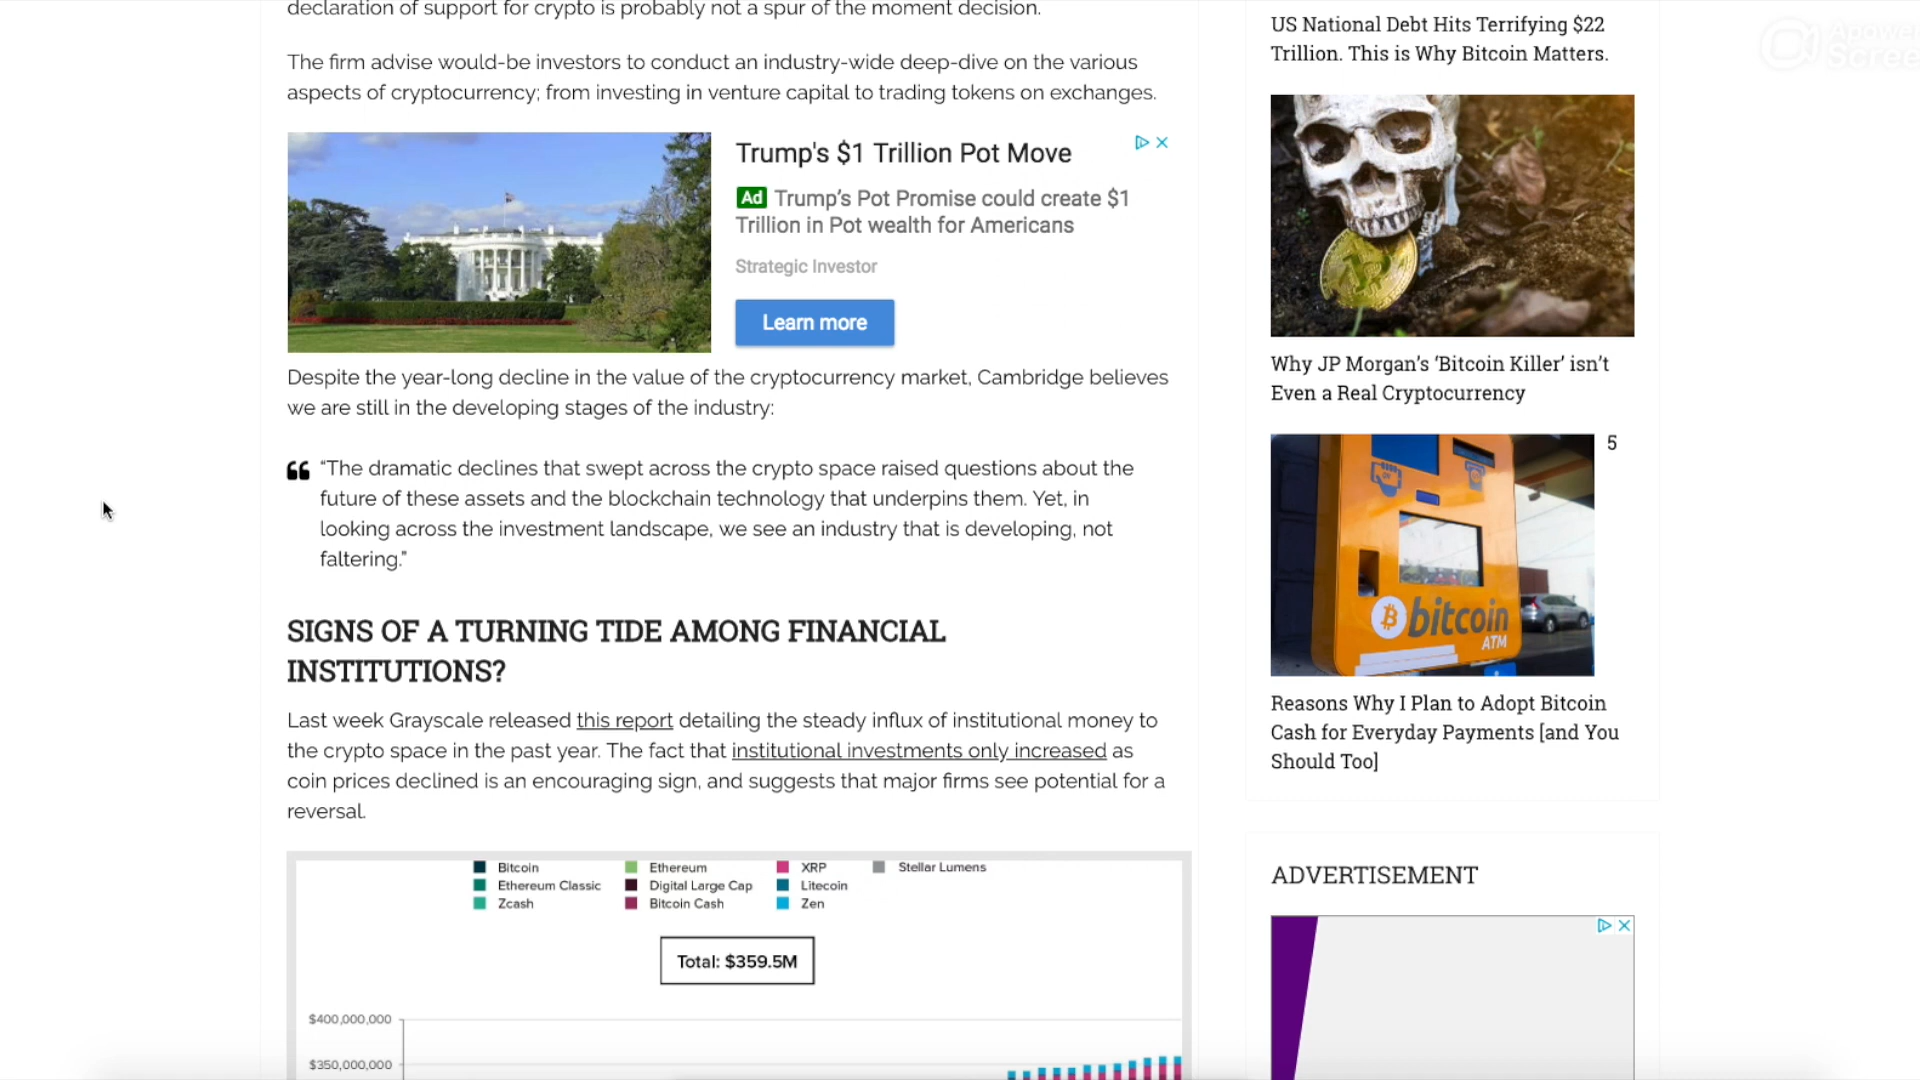 declaration of support for crypto is probably not a spur of the moment decision.
The firm advise would-be investors to conduct an industry-wide deep-dive on the various
aspects of cryptocurrency; from investing in venture capital to trading tokens on exchanges.
Trump's $1 Trillion Pot Move
Ad Trump's Pot Promise could create $1
Trillion in Pot wealth for Americans
Strategic Investor
Learn more
Despite the year-long decline in the value of the cryptocurrency market, Cambridge believes
we are still in the developing stages of the industry:
“The dramatic declines that swept across the crypto space raised questions about the
future of these assets and the blockchain technology that underpins them. Yet, in
looking across the investment landscape, we see an industry that is developing, not
faltering.”
SIGNS OF A TURNING TIDE AMONG FINANCIAL
INSTITUTIONS?
Last week Grayscale released this report detailing the steady influx of institutional money to
the crypto space in the past year. The fact that institutional investments only increased as
coin prices declined is an encouraging sign, and suggests that major firms see potential for a
reversal.
Bitcoin Ethereum XRP Stellar Lumens
Ethereum Classic Digital Large Cap Litecoin
Zcash Bitcoin Cash Zen
Total: $359.5M
$400,000,000
$350,000,000
US National Debt Hits Terrifying $22
Trillion. This is Why Bitcoin Matters.
Why JP Morgan's ‘Bitcoin Killer’ isn't
Even a Real Cryptocurrency
5
bitcoin
ATM
Reasons Why I Plan to Adopt Bitcoin
Cash for Everyday Payments [and You
Should Too]
ADVERTISEMENT